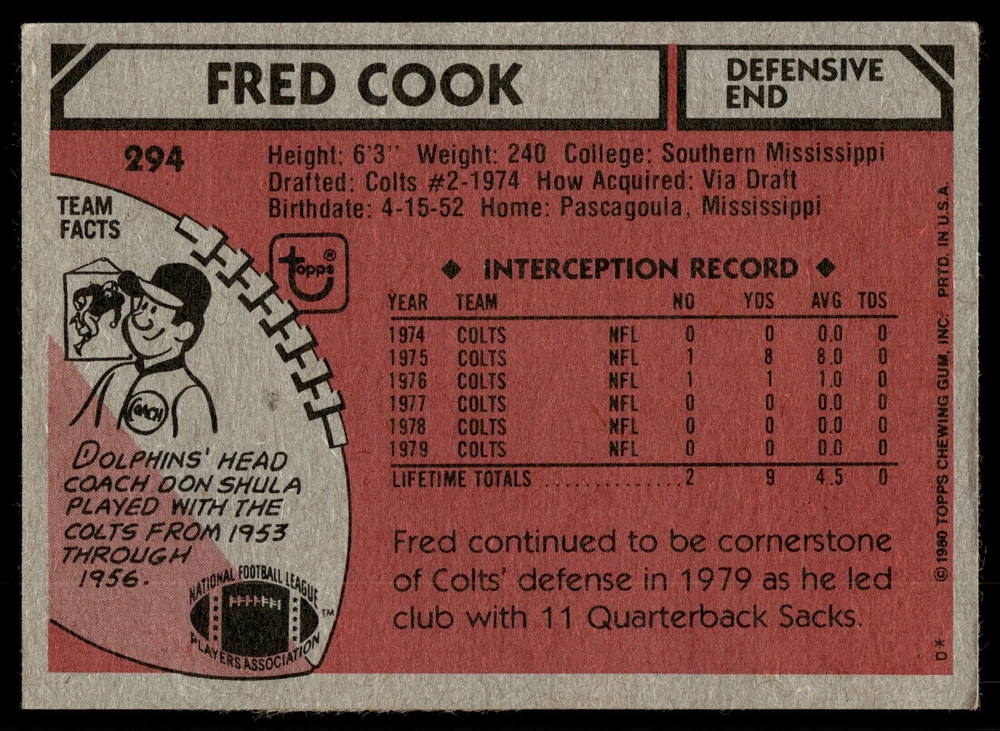 FRED COOK
DEFENSIVE
END
294
Height: 6'3" Weight: 240 College: Southern Mississippi
Drafted: Colts #2-1974 How Acquired: Via Draft
Birthdate: 4-15-52 Home: Pascagoula, Mississippi
TEAM
FACTS
topps®
COACH
DOLPHINS' HEAD
COACH DON SHULA
PLAYED WITH THE
COLTS FROM 1953
THROUGH
1956.
NATIONAL FOOTBALL LEAGUE
PLAYERS ASSOCIATION
TM
◆ INTERCEPTION RECORD ◆
YEAR TEAM NO YDS AVG TDS
1974 COLTS NFL 0 0 0.0 0
1975 COLTS NFL 1 8 8.0 0
1976 COLTS NFL 1 1 1.0 0
1977 COLTS NFL 0 0 0.0 0
1978 COLTS NFL 0 0 0.0 0
1979 COLTS NFL 0 0 0.0 0
LIFETIME TOTALS ..............2 9 4.5 0
Fred continued to be cornerstone
of Colts' defense in 1979 as he led
club with 11 Quarterback Sacks.
©1980 TOPPS CHEWING GUM, INC. PRTD. IN U.S.A.
D*